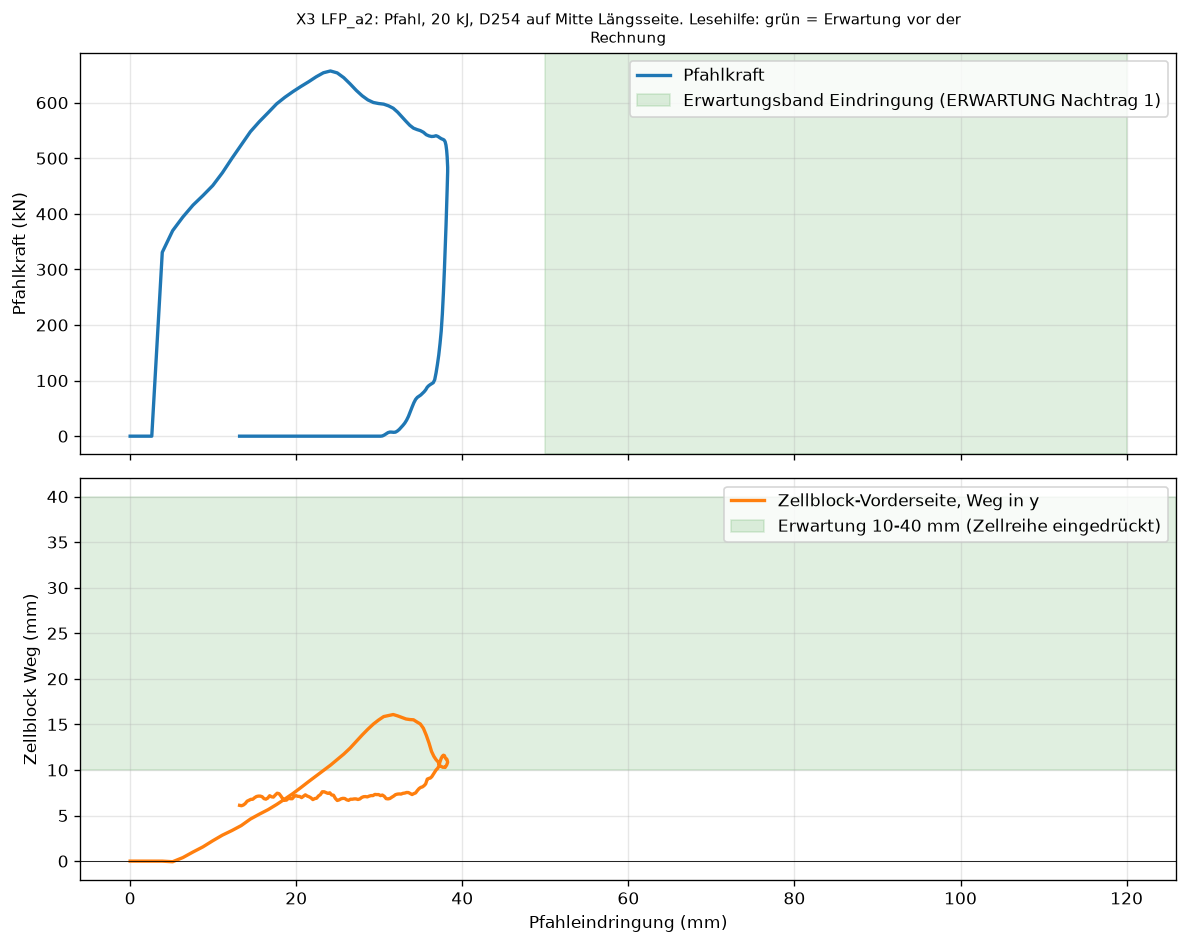 X3 LFP_a2: Pfahl, 20 kJ, D254 auf Mitte Längsseite. Lesehilfe: grün = Erwartung vor der
Rechnung
Pfahlkraft
Erwartungsband Eindringung (ERWARTUNG Nachtrag 1)
Pfahlkraft (kN)
600
500
400
300
200
100
0
Zellblock-Vorderseite, Weg in y
Erwartung 10-40 mm (Zellreihe eingedrückt)
Zellblock Weg (mm)
40
35
30
25
20
15
10
5
0
0 20 40 60 80 100 120
Pfahleindringung (mm)